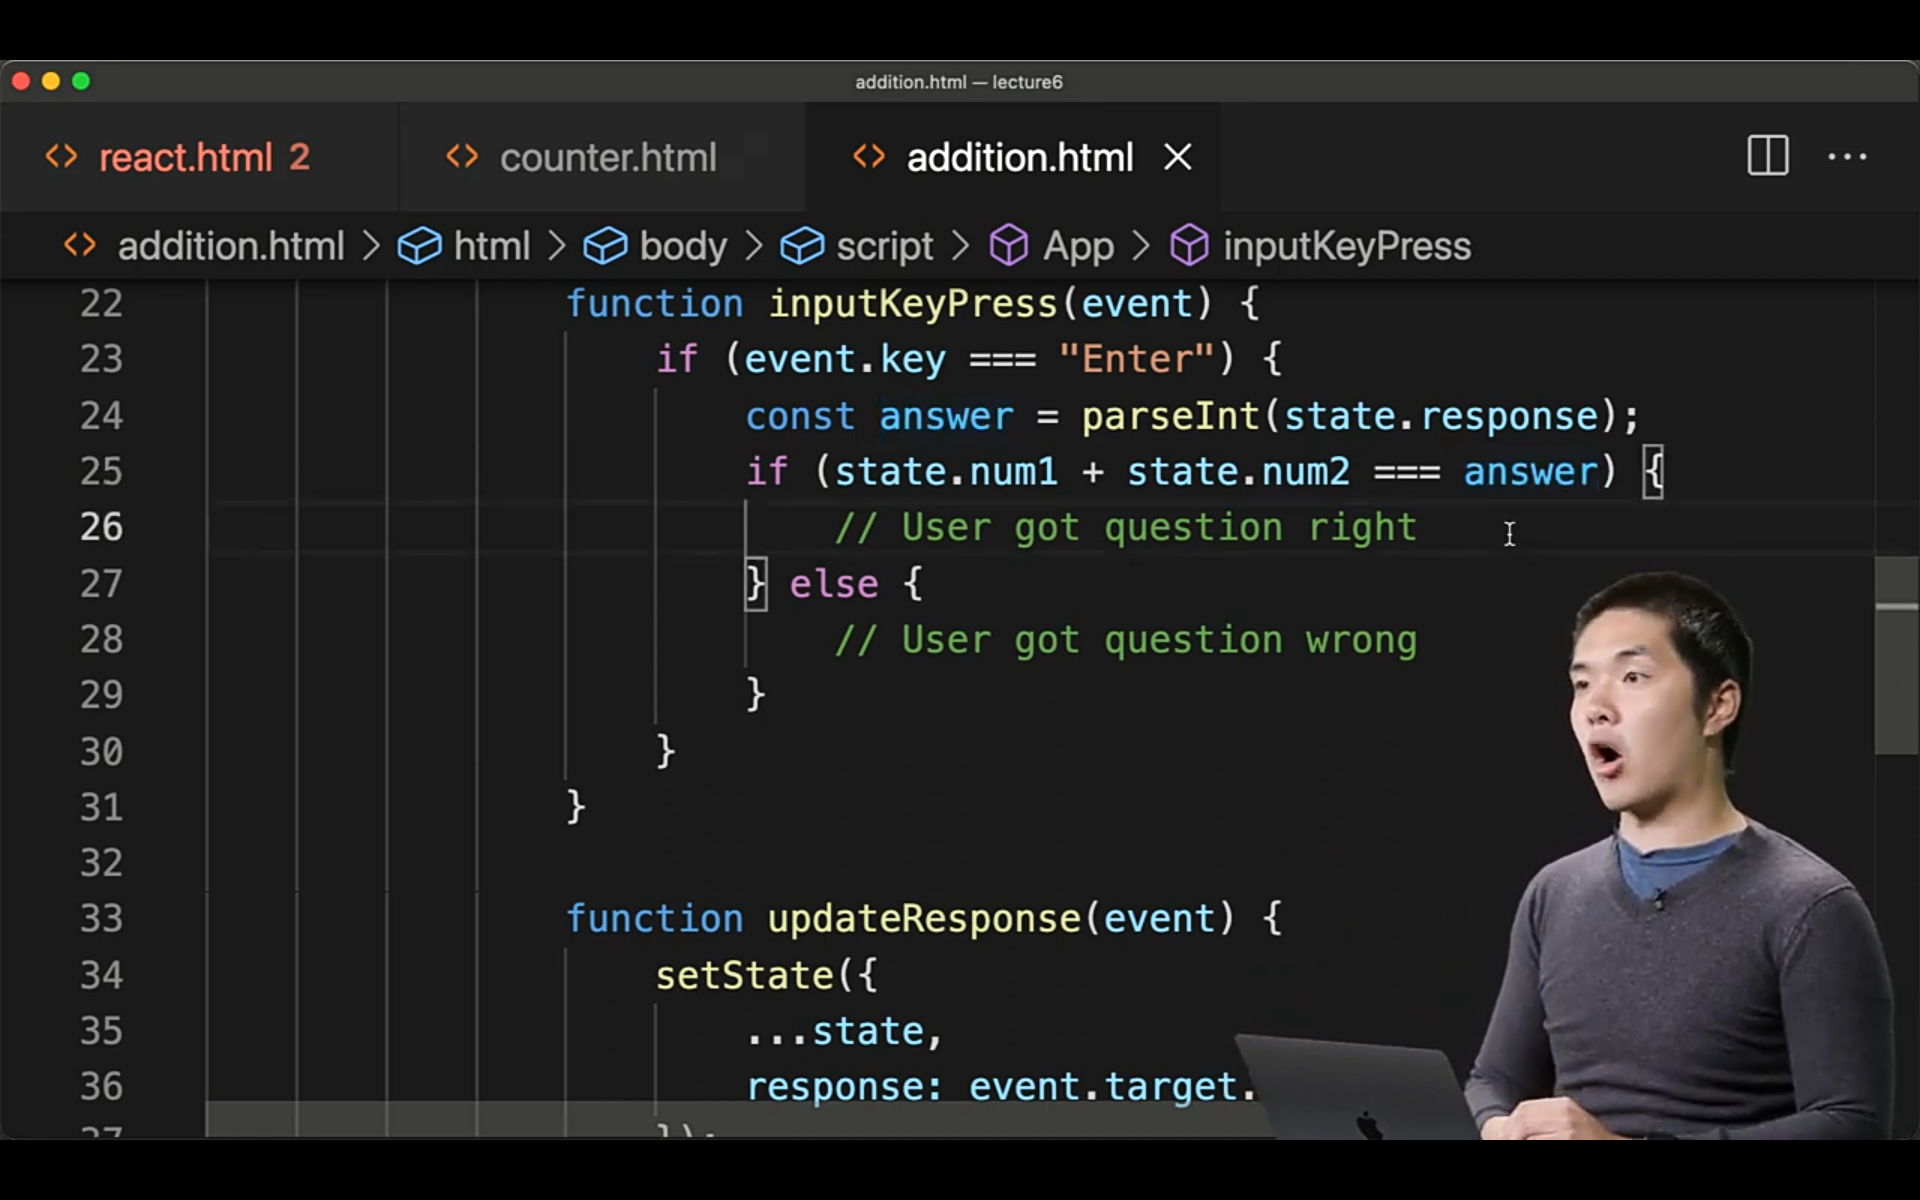 addition.html — lecture6
react.html 2 counter.html addition.html
addition.html > html > body > script > App > inputKeyPress
22 function inputKeyPress(event) {
23 if (event.key === "Enter") {
24 const answer = parseInt(state.response);
25 if (state.num1 + state.num2 === answer) {
26 // User got question right
27 } else {
28 // User got question wrong
29 }
30 }
31 }
32
33 function updateResponse(event) {
34 setState({
35 ...state,
36 response: event.target.
37 });